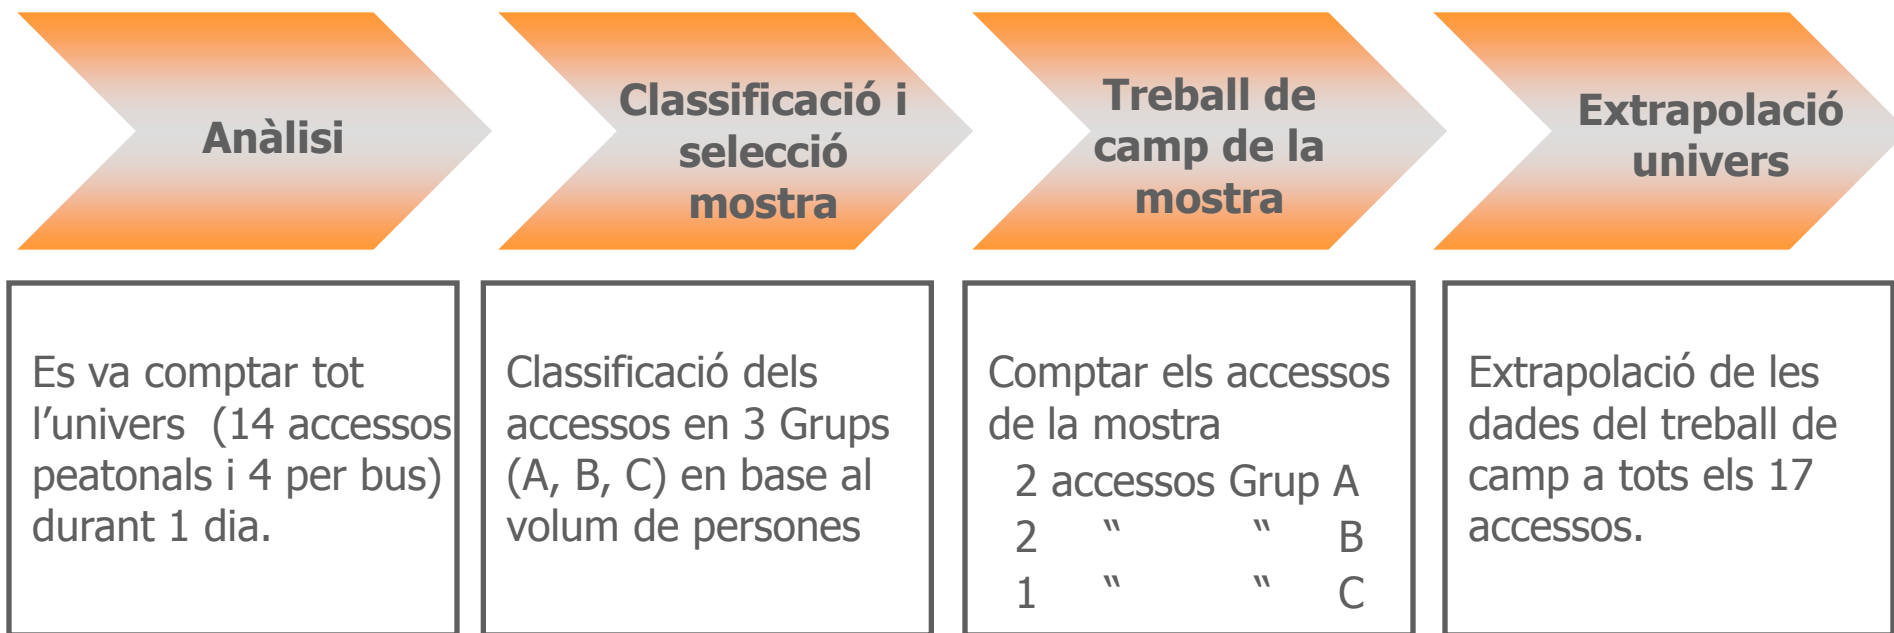 Anàlisi
Classificació i
selecció
mostra
Treball de
camp de la
mostra
Extrapolació
univers
Es va comptar tot
l’univers (14 accessos
peatonals i 4 per bus)
durant 1 dia.
Classificació dels
accessos en 3 Grups
(A, B, C) en base al
volum de persones
Comptar els accessos
de la mostra
2 accessos Grup A
2 “ “ B
1 “ “ C
Extrapolació de les
dades del treball de
camp a tots els 17
accessos.